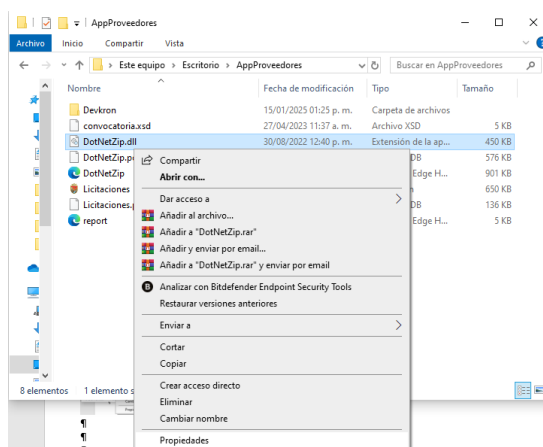 AppProveedores
Archivo Inicio Compartir Vista
Este equipo > Escritorio > AppProveedores
Buscar en AppProveedores
Nombre Fecha de modificación Tipo Tamaño
Devkron 15/01/2025 01:25 p. m. Carpeta de archivos
convocatoria.xsd 27/04/2023 11:37 a. m. Archivo XSD 5 KB
DotNetZip.dll 30/08/2022 12:40 p. m. Extensión de la ap... 450 KB
DB 576 KB
DotNetZip Edge H... 901 KB
Licitaciones 650 KB
DB 136 KB
report Edge H... 5 KB
Compartir
Abrir con...
Dar acceso a
Añadir al archivo...
Añadir a "DotNetZip.rar"
Añadir y enviar por email...
Añadir a "DotNetZip.rar" y enviar por email
Analizar con Bitdefender Endpoint Security Tools
Restaurar versiones anteriores
Enviar a
Cortar
Copiar
Crear acceso directo
Eliminar
Cambiar nombre
Propiedades
8 elementos 1 elemento s
¶
¶